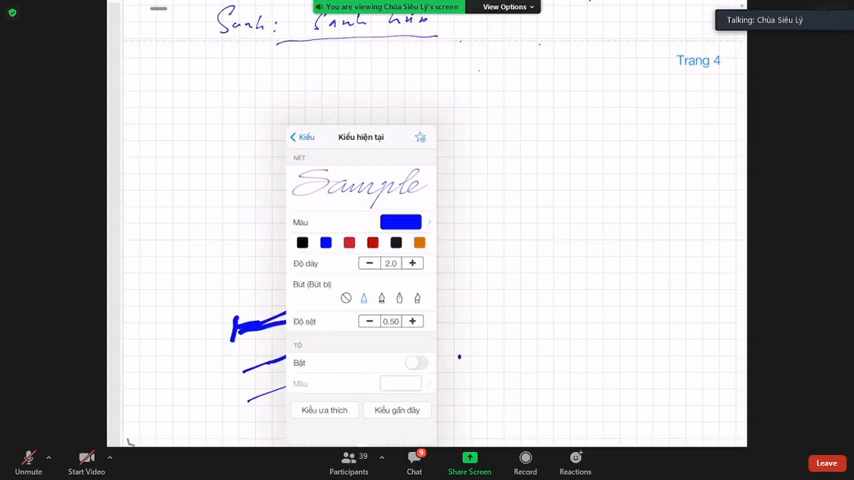 You are viewing Chùa Siêu Lý's screen
View Options
Talking: Chùa Siêu Lý
Sanh: Sanh hữu
Trang 4
Kiểu
Kiểu hiện tại
NÉT
Sample
Màu
Độ dày
2.0
Bút (Bút bi)
Độ sệt
0.50
TÔ
Bật
Màu
Kiểu ưa thích
Kiểu gần đây
Unmute
Start Video
39
Participants
9
Chat
Share Screen
Record
Reactions
Leave